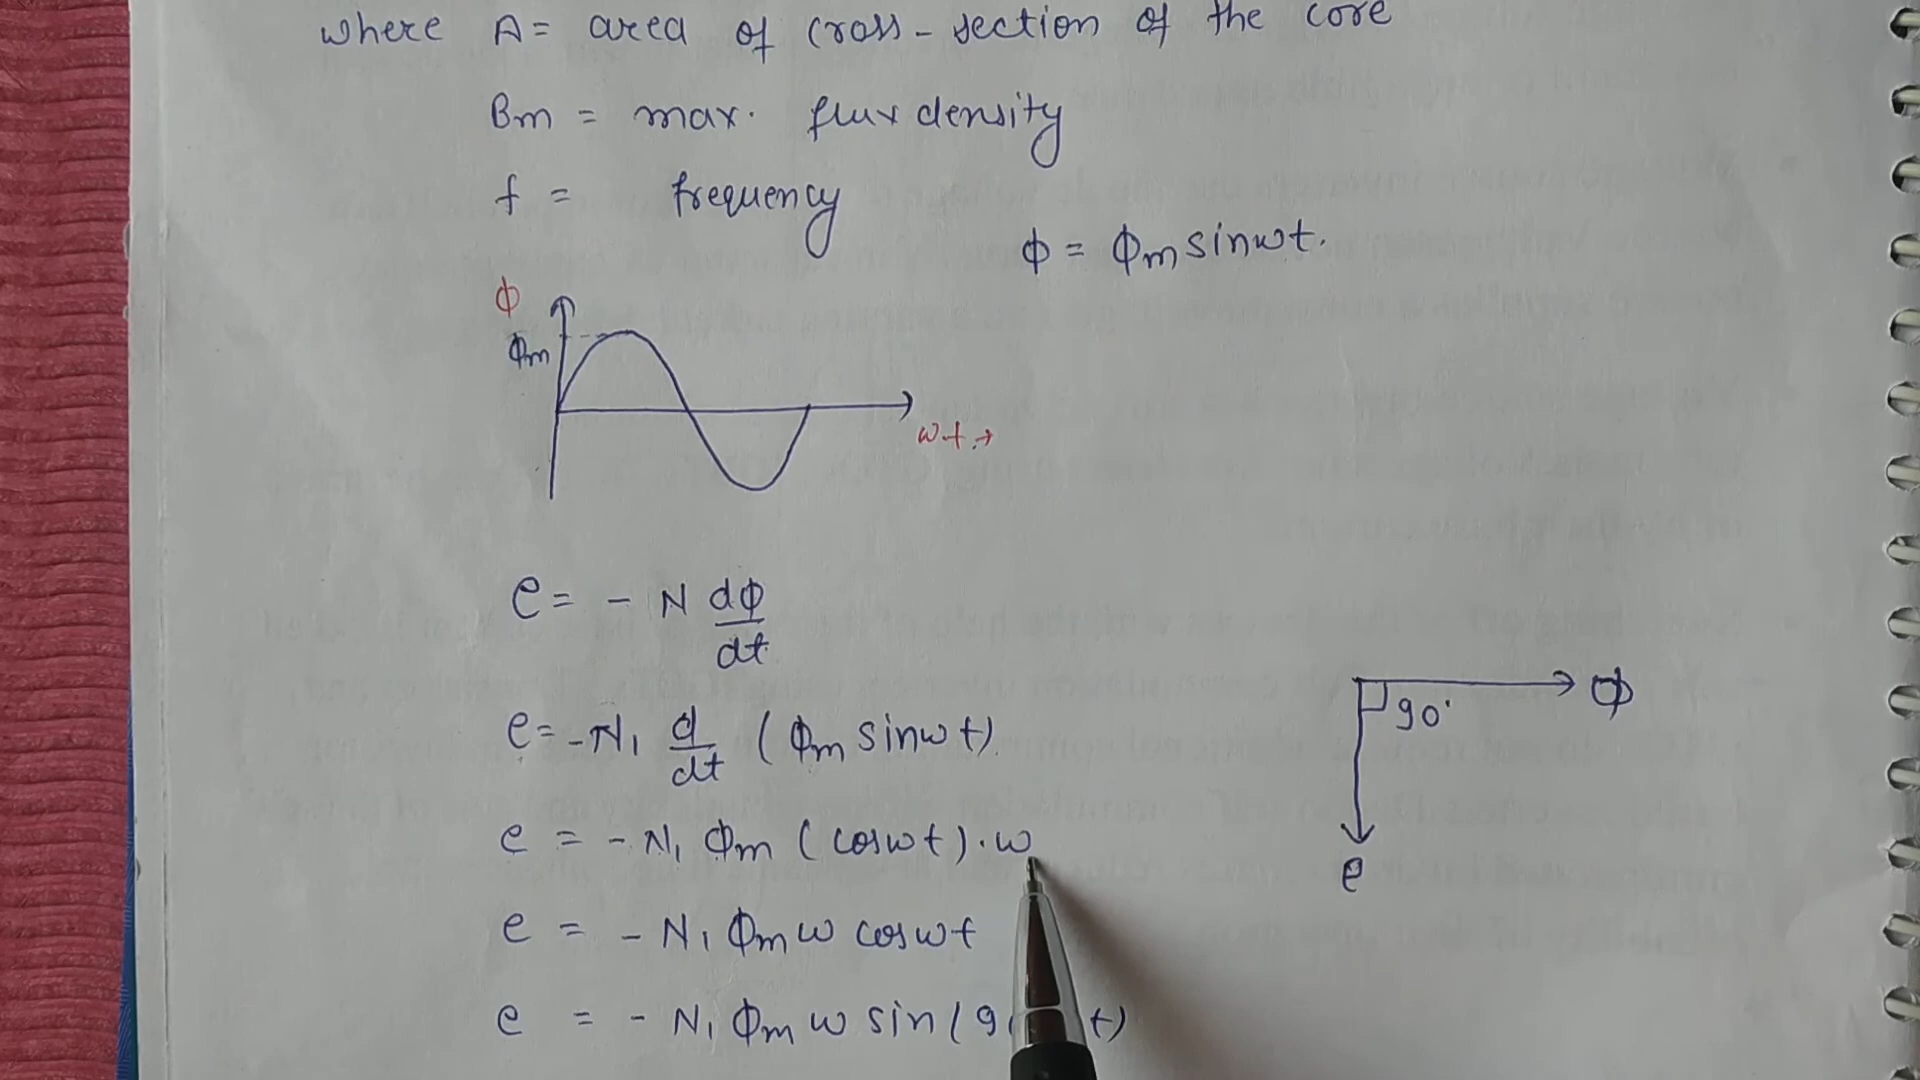 where A = area of cross-section of the core
Bm = max. flux density
f = frequency
ϕ = ϕm sinωt.
ϕ
ϕm
ωt →
e = - N dϕ/dt
e = -N1 d/dt (ϕm sinωt)
90°
ϕ
e = - N1 ϕm (cosωt) · ω
e
e = - N1 ϕm ω cosωt
e = - N1 ϕm ω sin(9 t)